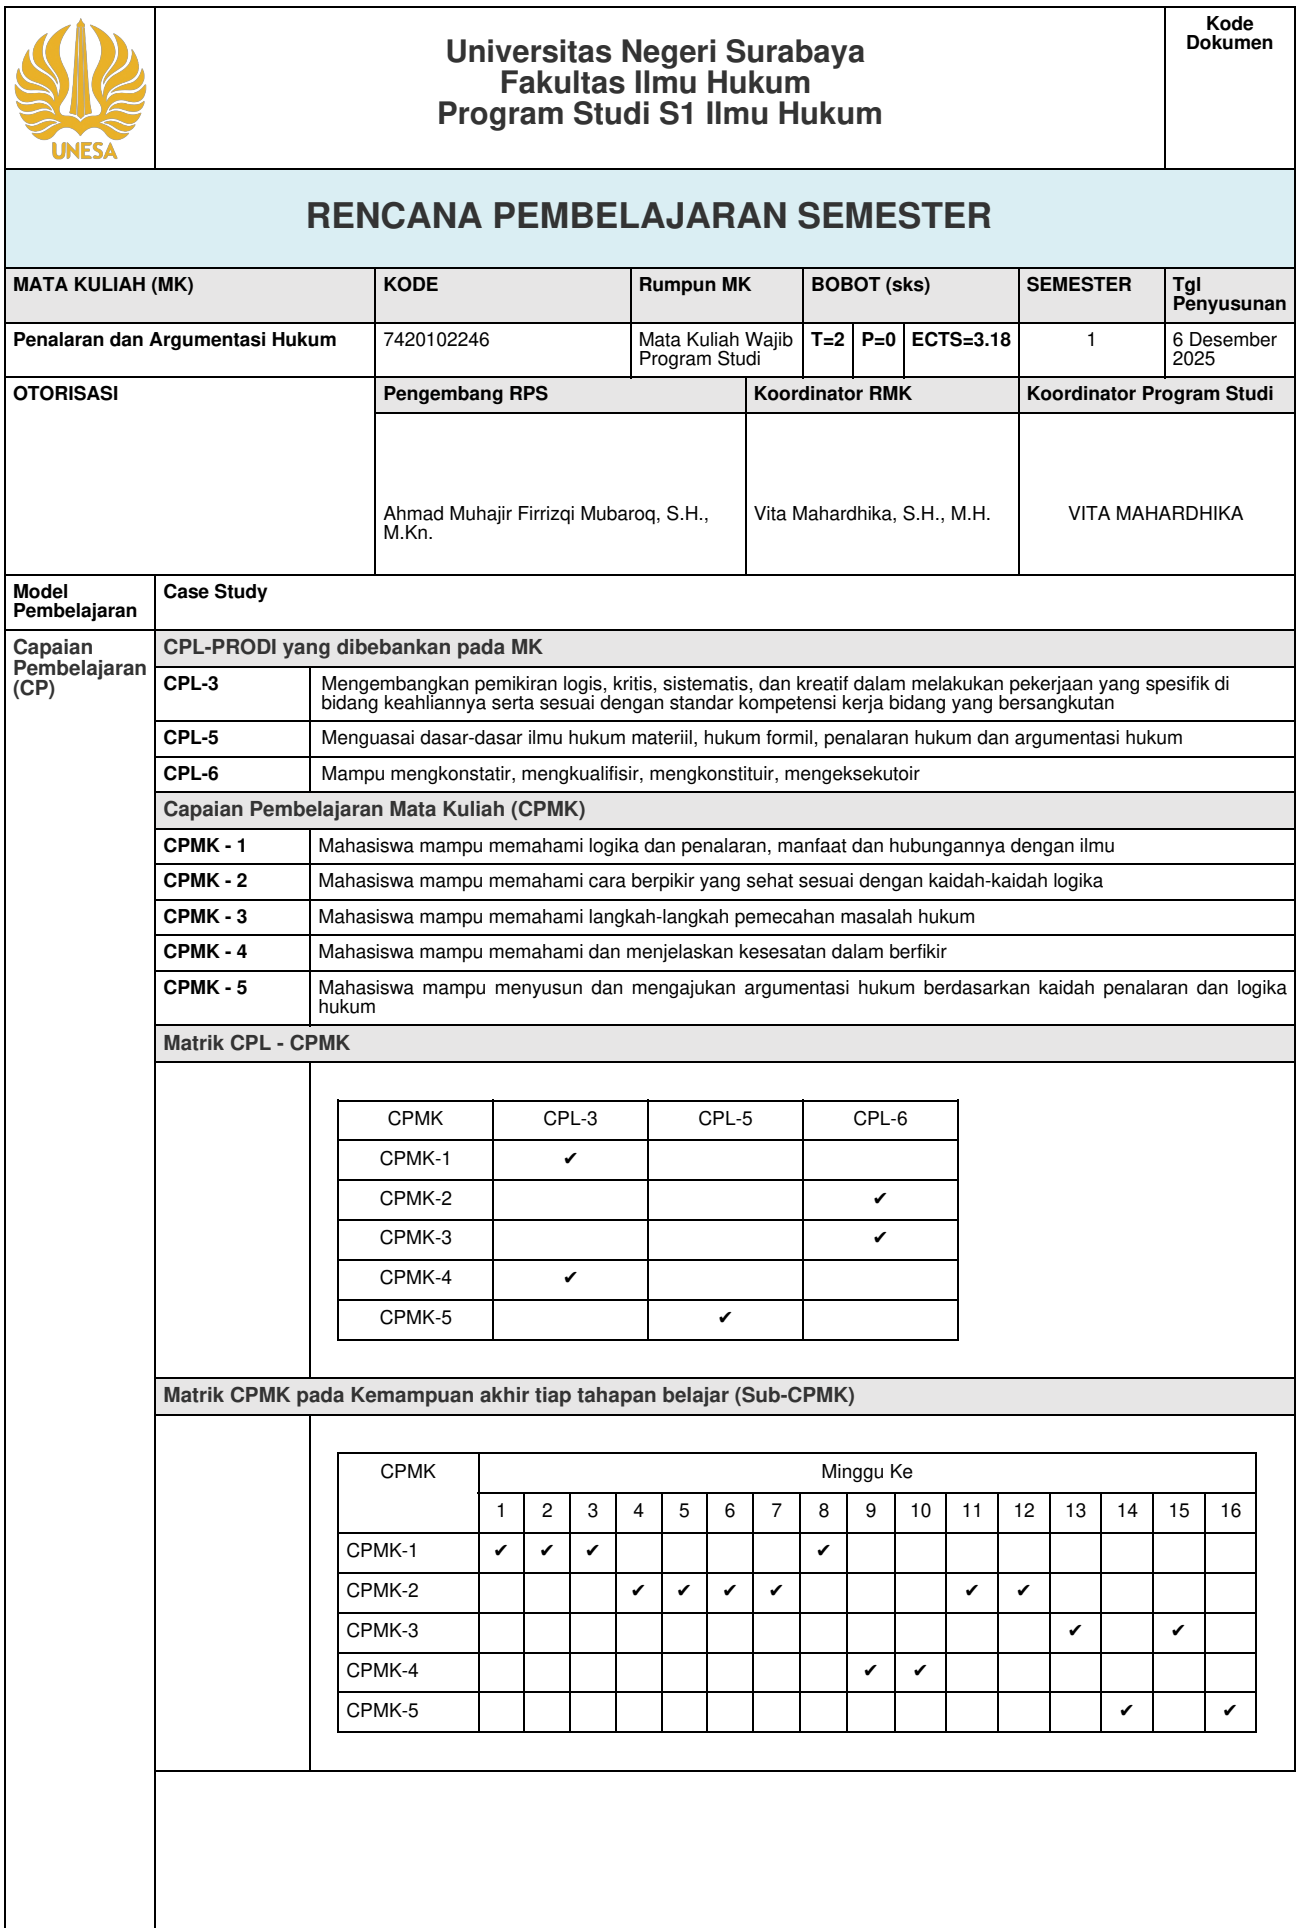 UNESA
Universitas Negeri Surabaya
Fakultas Ilmu Hukum
Program Studi S1 Ilmu Hukum
Kode
Dokumen
RENCANA PEMBELAJARAN SEMESTER
MATA KULIAH (MK) KODE Rumpun MK BOBOT (sks) SEMESTER Tgl
Penyusunan
Penalaran dan Argumentasi Hukum 7420102246 Mata Kuliah Wajib
Program Studi T=2 P=0 ECTS=3.18 1 6 Desember
2025
OTORISASI Pengembang RPS Koordinator RMK Koordinator Program Studi
Ahmad Muhajir Firrizqi Mubaroq, S.H.,
M.Kn. Vita Mahardhika, S.H., M.H. VITA MAHARDHIKA
Model
Pembelajaran Case Study
Capaian
Pembelajaran
(CP)
CPL-PRODI yang dibebankan pada MK
CPL-3 Mengembangkan pemikiran logis, kritis, sistematis, dan kreatif dalam melakukan pekerjaan yang spesifik di
bidang keahliannya serta sesuai dengan standar kompetensi kerja bidang yang bersangkutan
CPL-5 Menguasai dasar-dasar ilmu hukum materiil, hukum formil, penalaran hukum dan argumentasi hukum
CPL-6 Mampu mengkonstatir, mengkualifisir, mengkonstituir, mengeksekutoir
Capaian Pembelajaran Mata Kuliah (CPMK)
CPMK - 1 Mahasiswa mampu memahami logika dan penalaran, manfaat dan hubungannya dengan ilmu
CPMK - 2 Mahasiswa mampu memahami cara berpikir yang sehat sesuai dengan kaidah-kaidah logika
CPMK - 3 Mahasiswa mampu memahami langkah-langkah pemecahan masalah hukum
CPMK - 4 Mahasiswa mampu memahami dan menjelaskan kesesatan dalam berfikir
CPMK - 5 Mahasiswa mampu menyusun dan mengajukan argumentasi hukum berdasarkan kaidah penalaran dan logika
hukum
Matrik CPL - CPMK
CPMK CPL-3 CPL-5 CPL-6
CPMK-1 ✔
CPMK-2 ✔
CPMK-3 ✔
CPMK-4 ✔
CPMK-5 ✔
Matrik CPMK pada Kemampuan akhir tiap tahapan belajar (Sub-CPMK)
CPMK Minggu Ke
1 2 3 4 5 6 7 8 9 10 11 12 13 14 15 16
CPMK-1 ✔ ✔ ✔ ✔
CPMK-2 ✔ ✔ ✔ ✔ ✔ ✔
CPMK-3 ✔ ✔
CPMK-4 ✔ ✔
CPMK-5 ✔ ✔